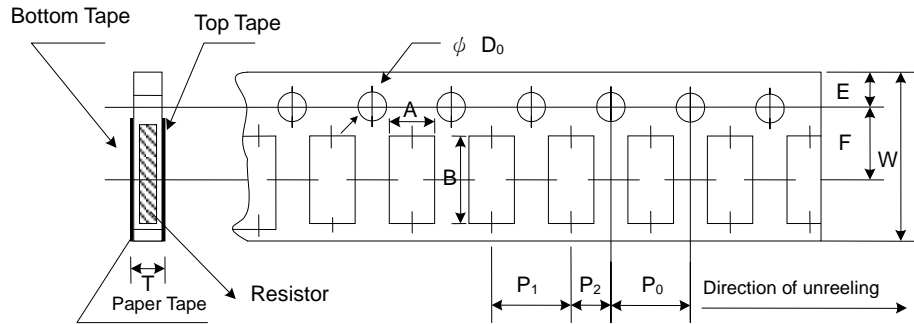 Bottom Tape
Top Tape
ψ D₀
A
E
F
W
B
T
Paper Tape
Resistor
P₁
P₂
P₀
Direction of unreeling